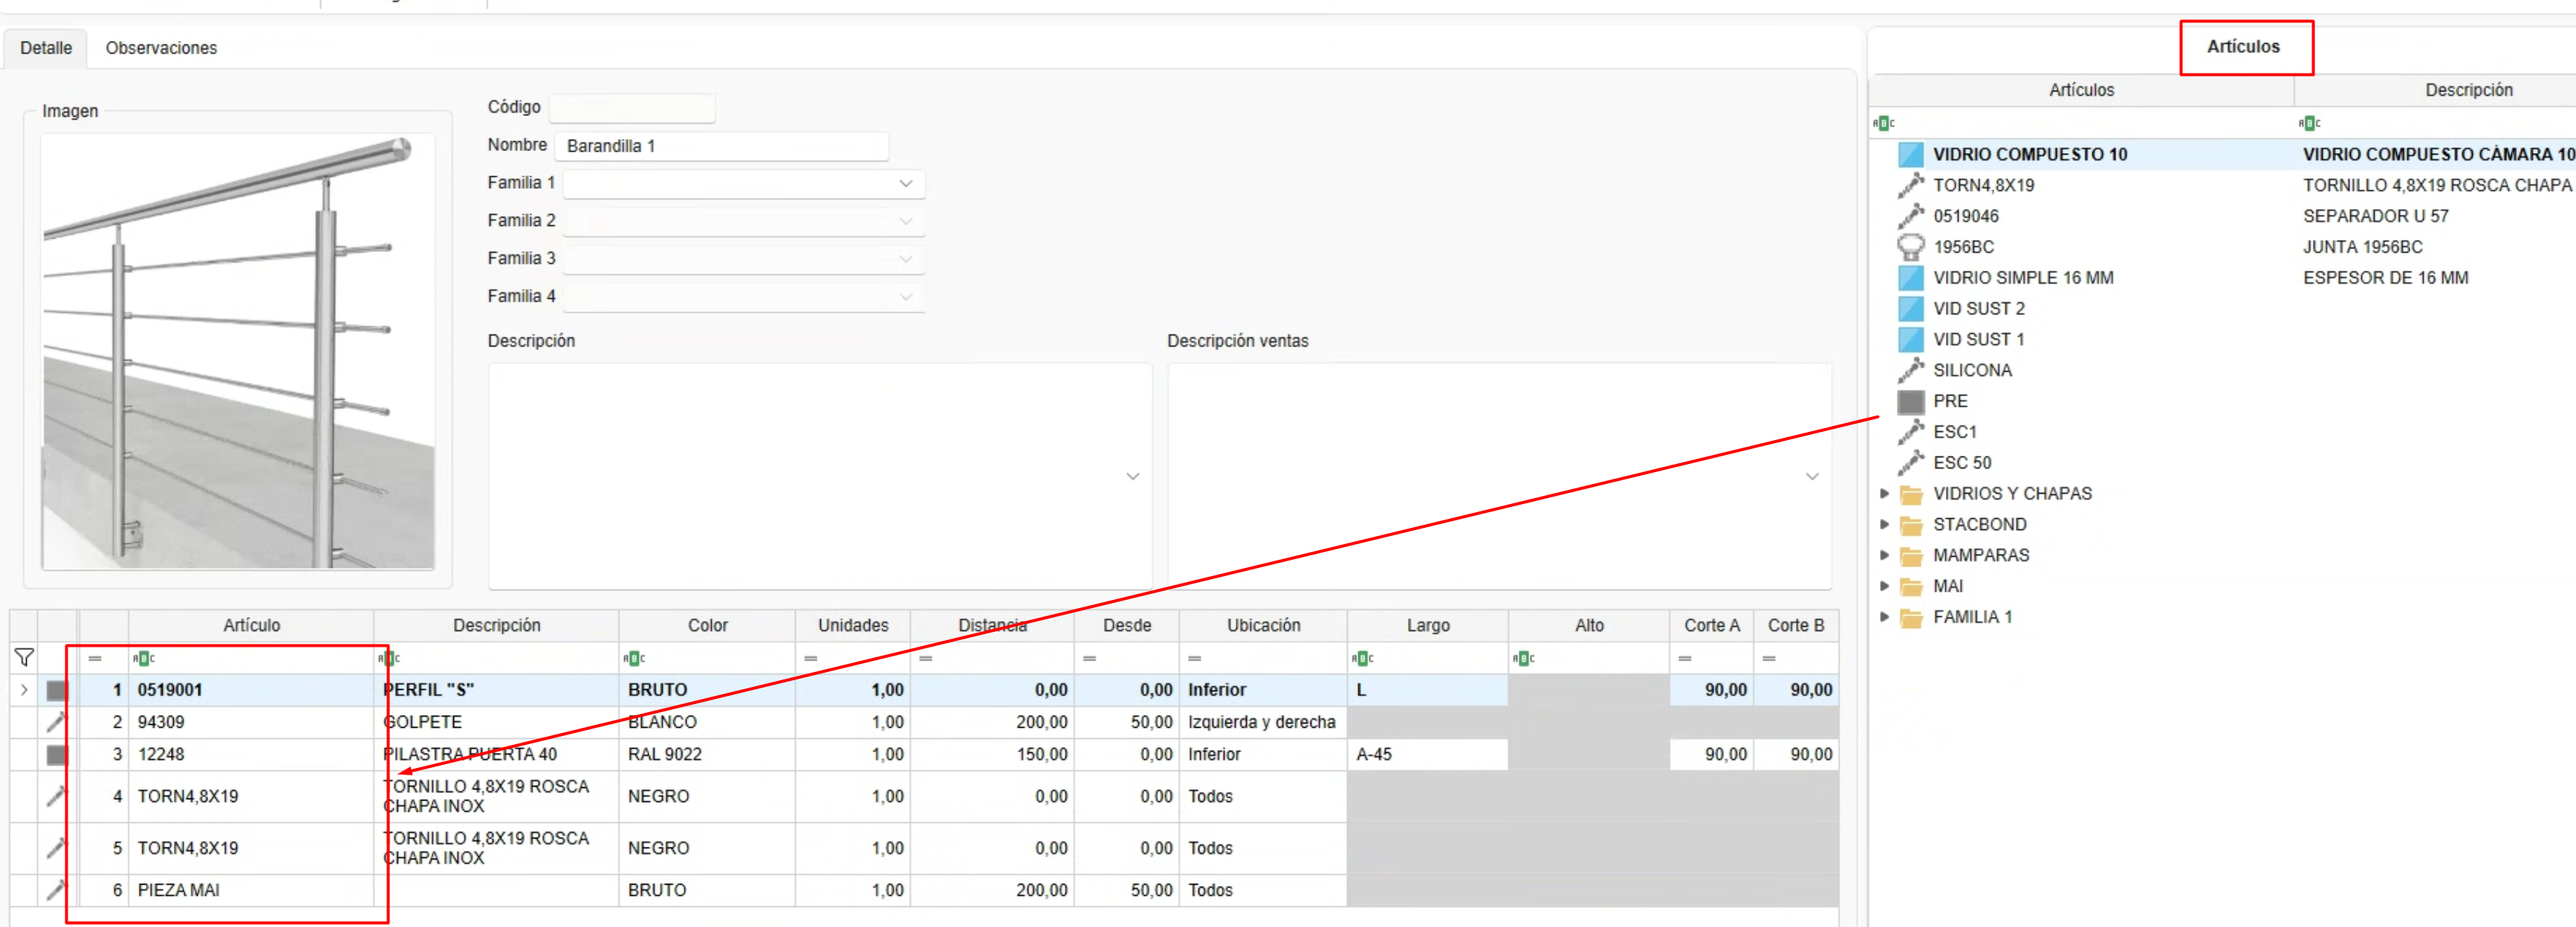 Detalle Observaciones
Imagen
Código
Nombre Barandilla 1
Familia 1
Familia 2
Familia 3
Familia 4
Descripción Descripción ventas
Artículo Descripción Color Unidades Distancia Desde Ubicación Largo Alto Corte A Corte B
= ABC ABC ABC = = = = ABC ABC = =
1 0519001 PERFIL "S" BRUTO 1,00 0,00 0,00 Inferior L 90,00 90,00
2 94309 GOLPETE BLANCO 1,00 200,00 50,00 Izquierda y derecha
3 12248 PILASTRA PUERTA 40 RAL 9022 1,00 150,00 0,00 Inferior A-45 90,00 90,00
4 TORN4,8X19 TORNILLO 4,8X19 ROSCA CHAPA INOX NEGRO 1,00 0,00 0,00 Todos
5 TORN4,8X19 TORNILLO 4,8X19 ROSCA CHAPA INOX NEGRO 1,00 0,00 0,00 Todos
6 PIEZA MAI BRUTO 1,00 200,00 50,00 Todos
Artículos
Artículos Descripción
ABC ABC
VIDRIO COMPUESTO 10 VIDRIO COMPUESTO CÁMARA 10
TORN4,8X19 TORNILLO 4,8X19 ROSCA CHAPA
0519046 SEPARADOR U 57
1956BC JUNTA 1956BC
VIDRIO SIMPLE 16 MM ESPESOR DE 16 MM
VID SUST 2
VID SUST 1
SILICONA
PRE
ESC1
ESC 50
VIDRIOS Y CHAPAS
STACBOND
MAMPARAS
MAI
FAMILIA 1